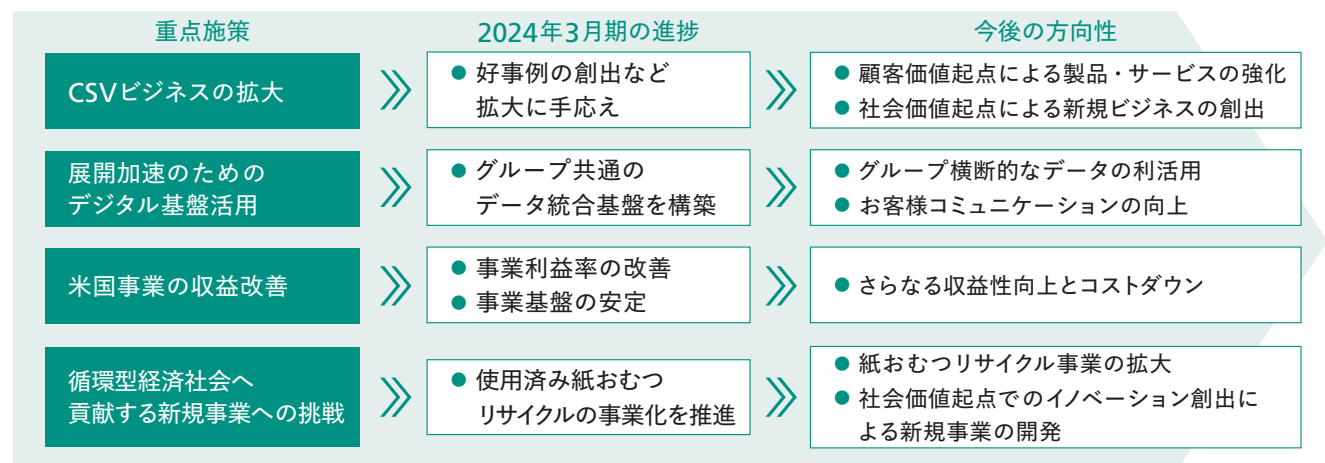 重点施策
2024年3月期の進捗
今後の方向性
CSVビジネスの拡大
● 好事例の創出など
拡大に手応え
● 顧客価値起点による製品・サービスの強化
● 社会価値起点による新規ビジネスの創出
展開加速のための
デジタル基盤活用
● グループ共通の
データ統合基盤を構築
● グループ横断的なデータの利活用
● お客様コミュニケーションの向上
米国事業の収益改善
● 事業利益率の改善
● 事業基盤の安定
● さらなる収益性向上とコストダウン
循環型経済社会へ
貢献する新規事業への挑戦
● 使用済み紙おむつ
リサイクルの事業化を推進
● 紙おむつリサイクル事業の拡大
● 社会価値起点でのイノベーション創出に
よる新規事業の開発